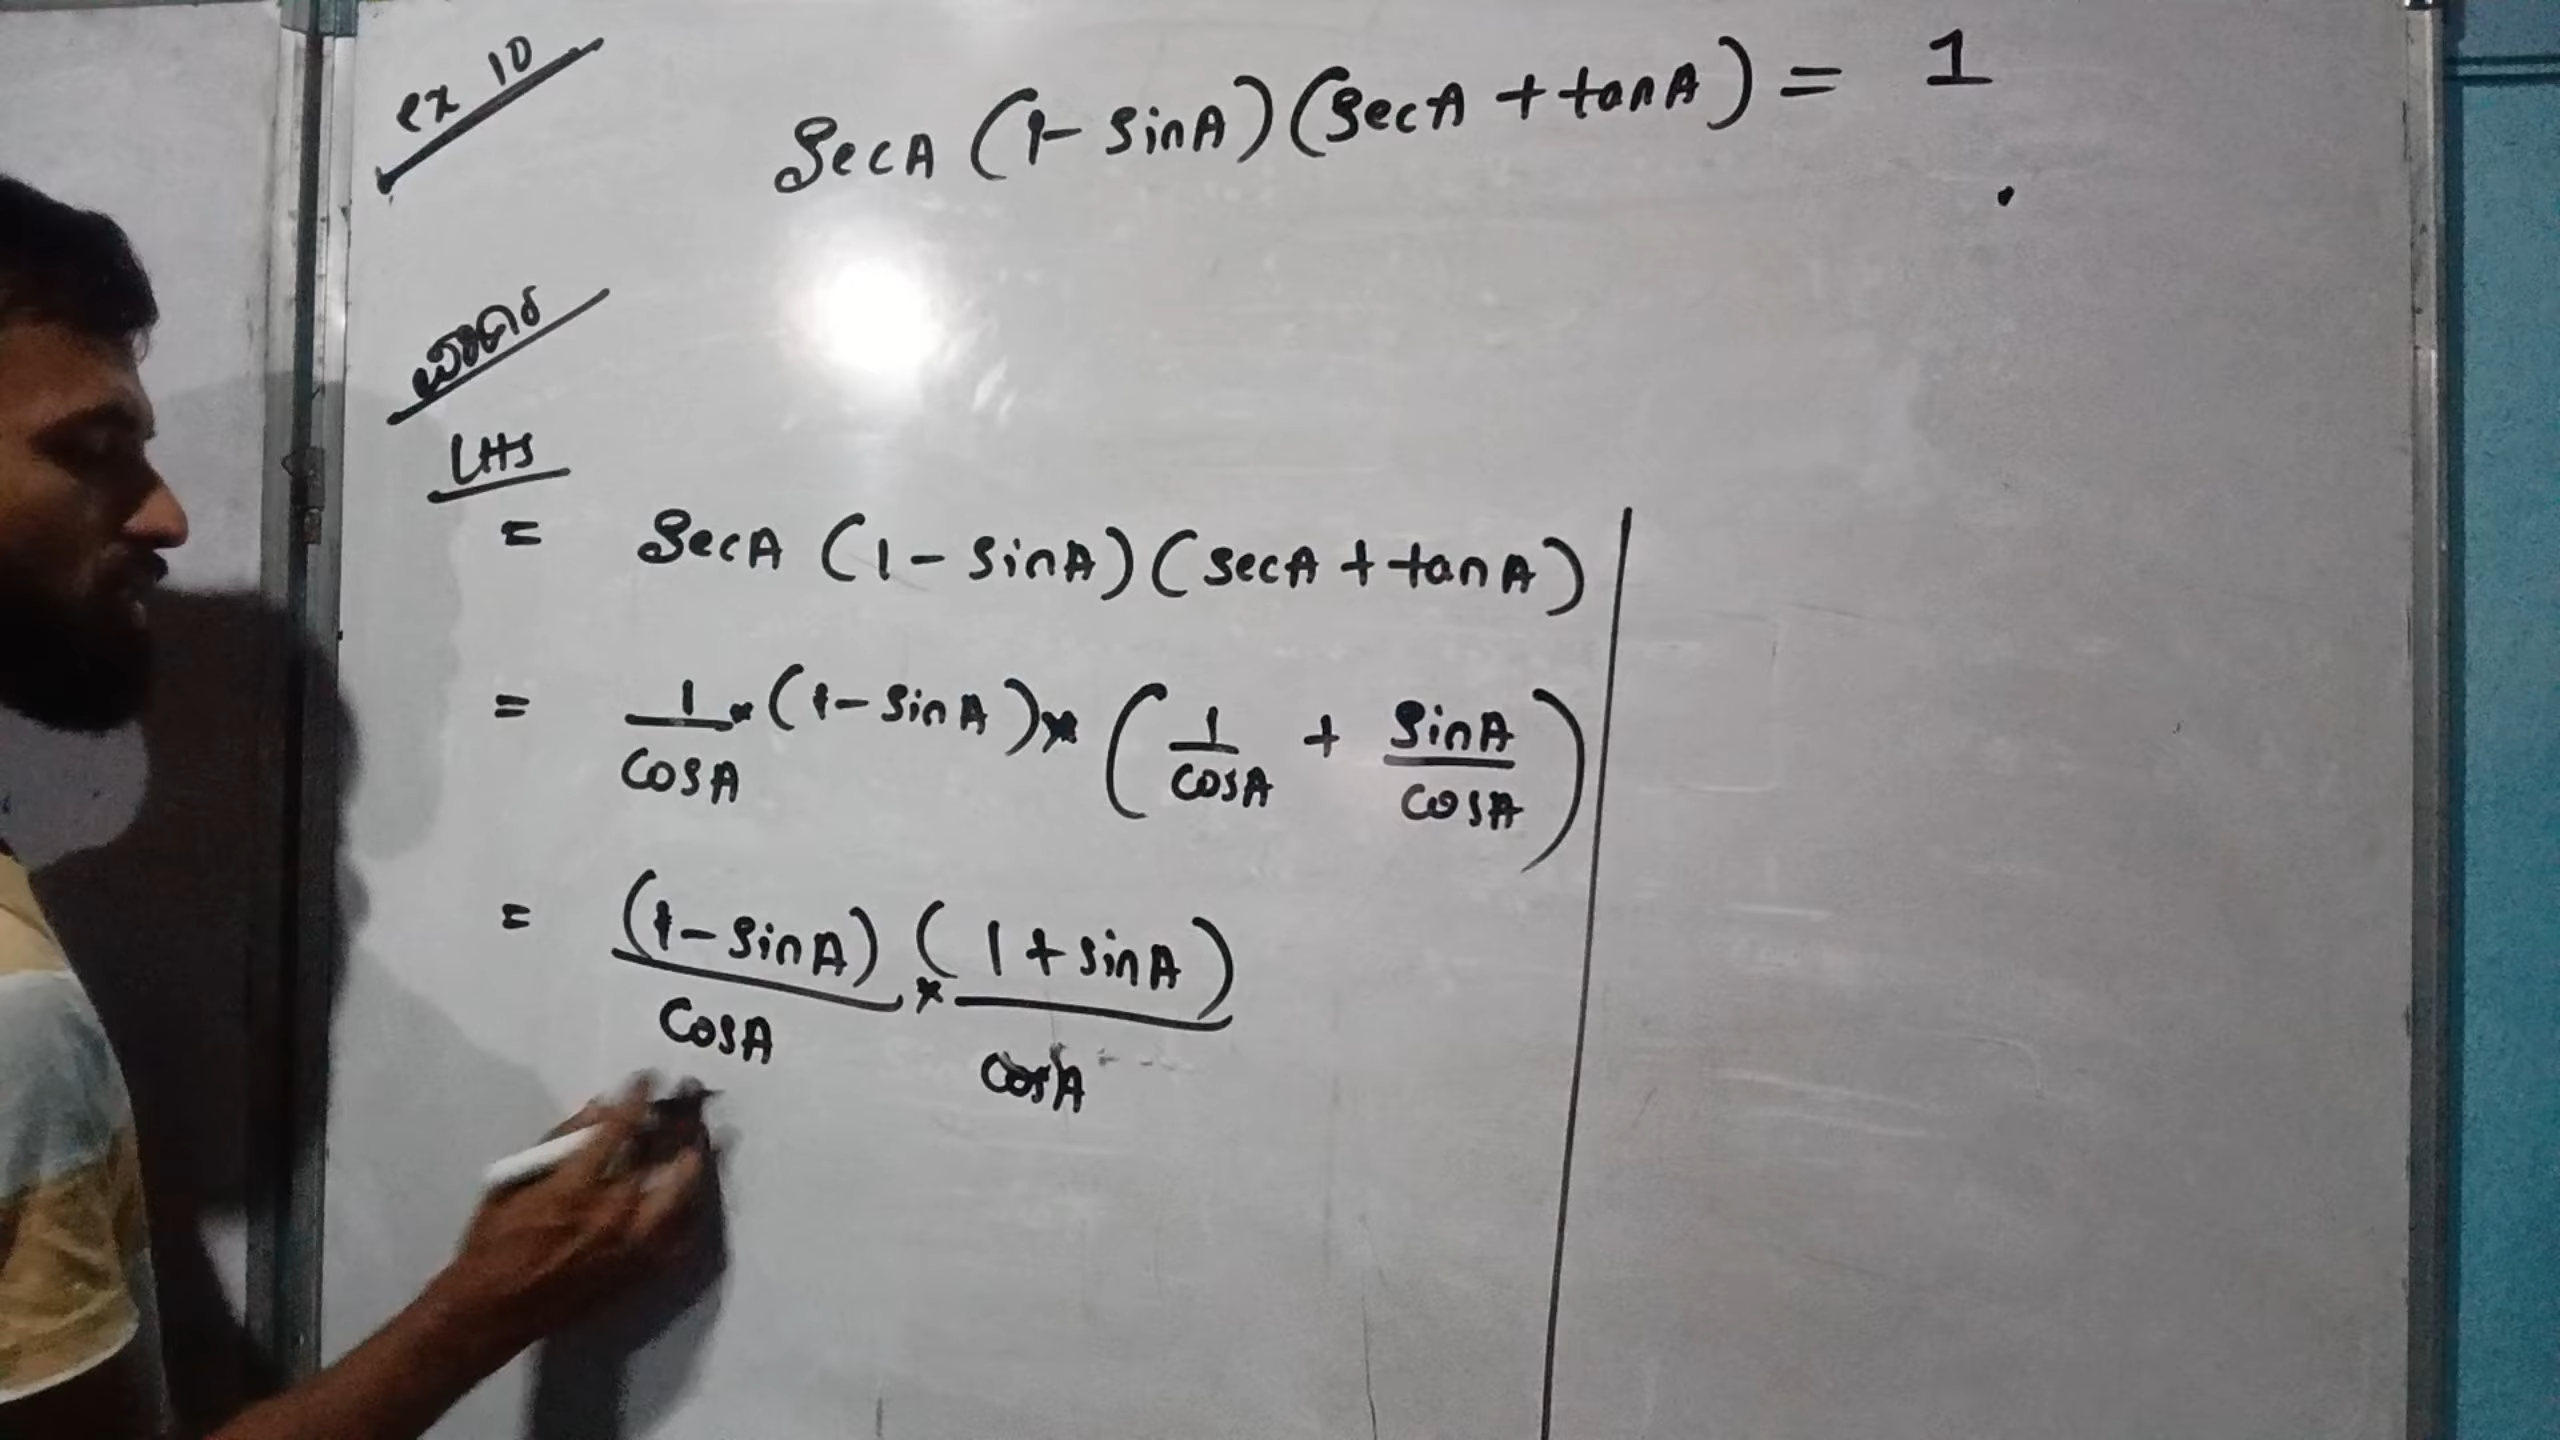 ex 10
SecA (1 - sinA)(SecA + tanA) = 1
LHS
= SecA (1 - sinA)(secA + tanA)
= 1/cosA × (1 - sinA) × (1/cosA + sinA/cosA)
= (1 - sinA)/cosA × (1 + sinA)/cosA